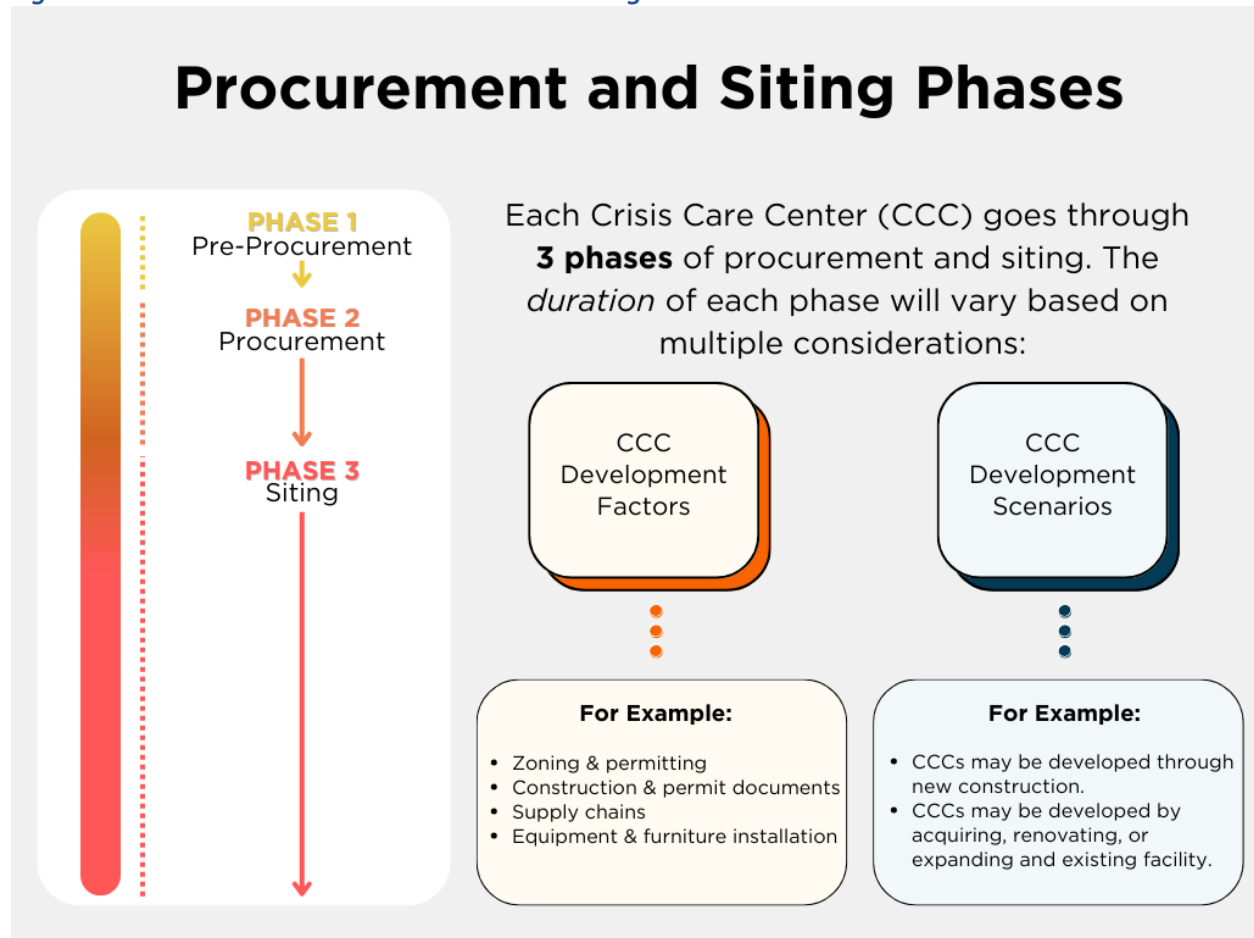 Procurement and Siting Phases
PHASE 1
Pre-Procurement
PHASE 2
Procurement
PHASE 3
Siting
Each Crisis Care Center (CCC) goes through
3 phases of procurement and siting. The
duration of each phase will vary based on
multiple considerations:
CCC
Development
Factors
CCC
Development
Scenarios
For Example:
• Zoning & permitting
• Construction & permit documents
• Supply chains
• Equipment & furniture installation
For Example:
• CCCs may be developed through
new construction.
• CCCs may be developed by
acquiring, renovating, or
expanding and existing facility.